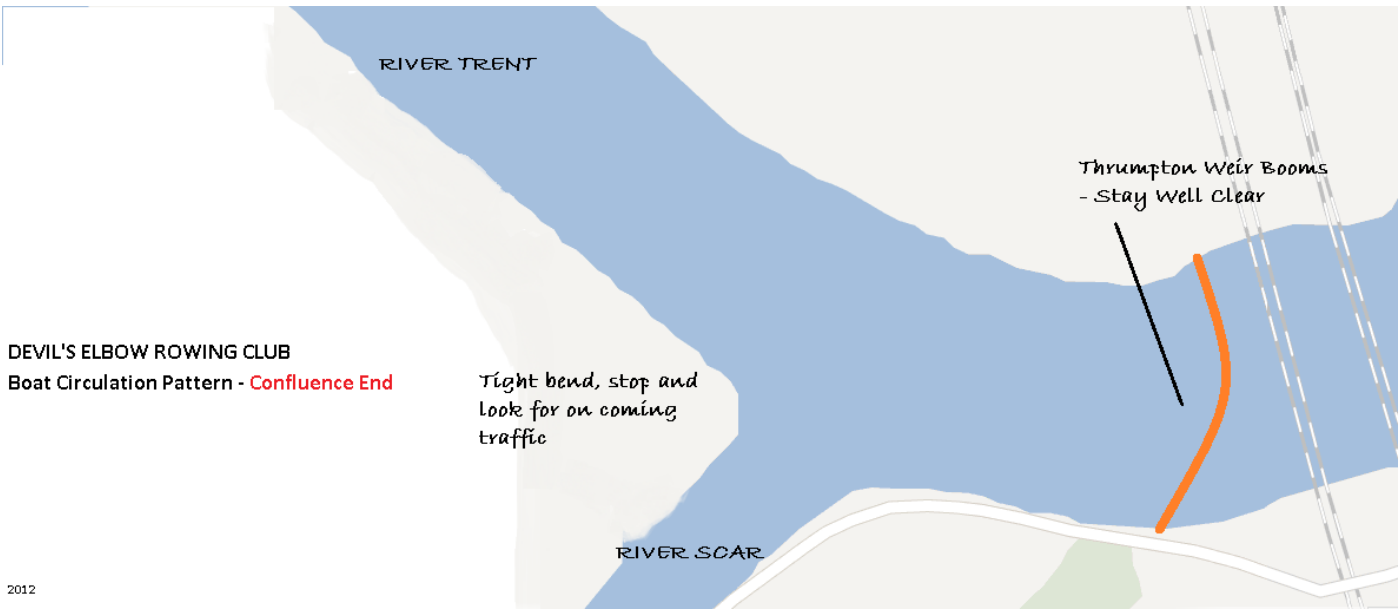 RIVER TRENT
Thrumpton Weir Booms
- Stay Well Clear
DEVIL'S ELBOW ROWING CLUB
Boat Circulation Pattern - Confluence End
Tight bend, stop and
look for on coming
traffic
RIVER SOAR
2012